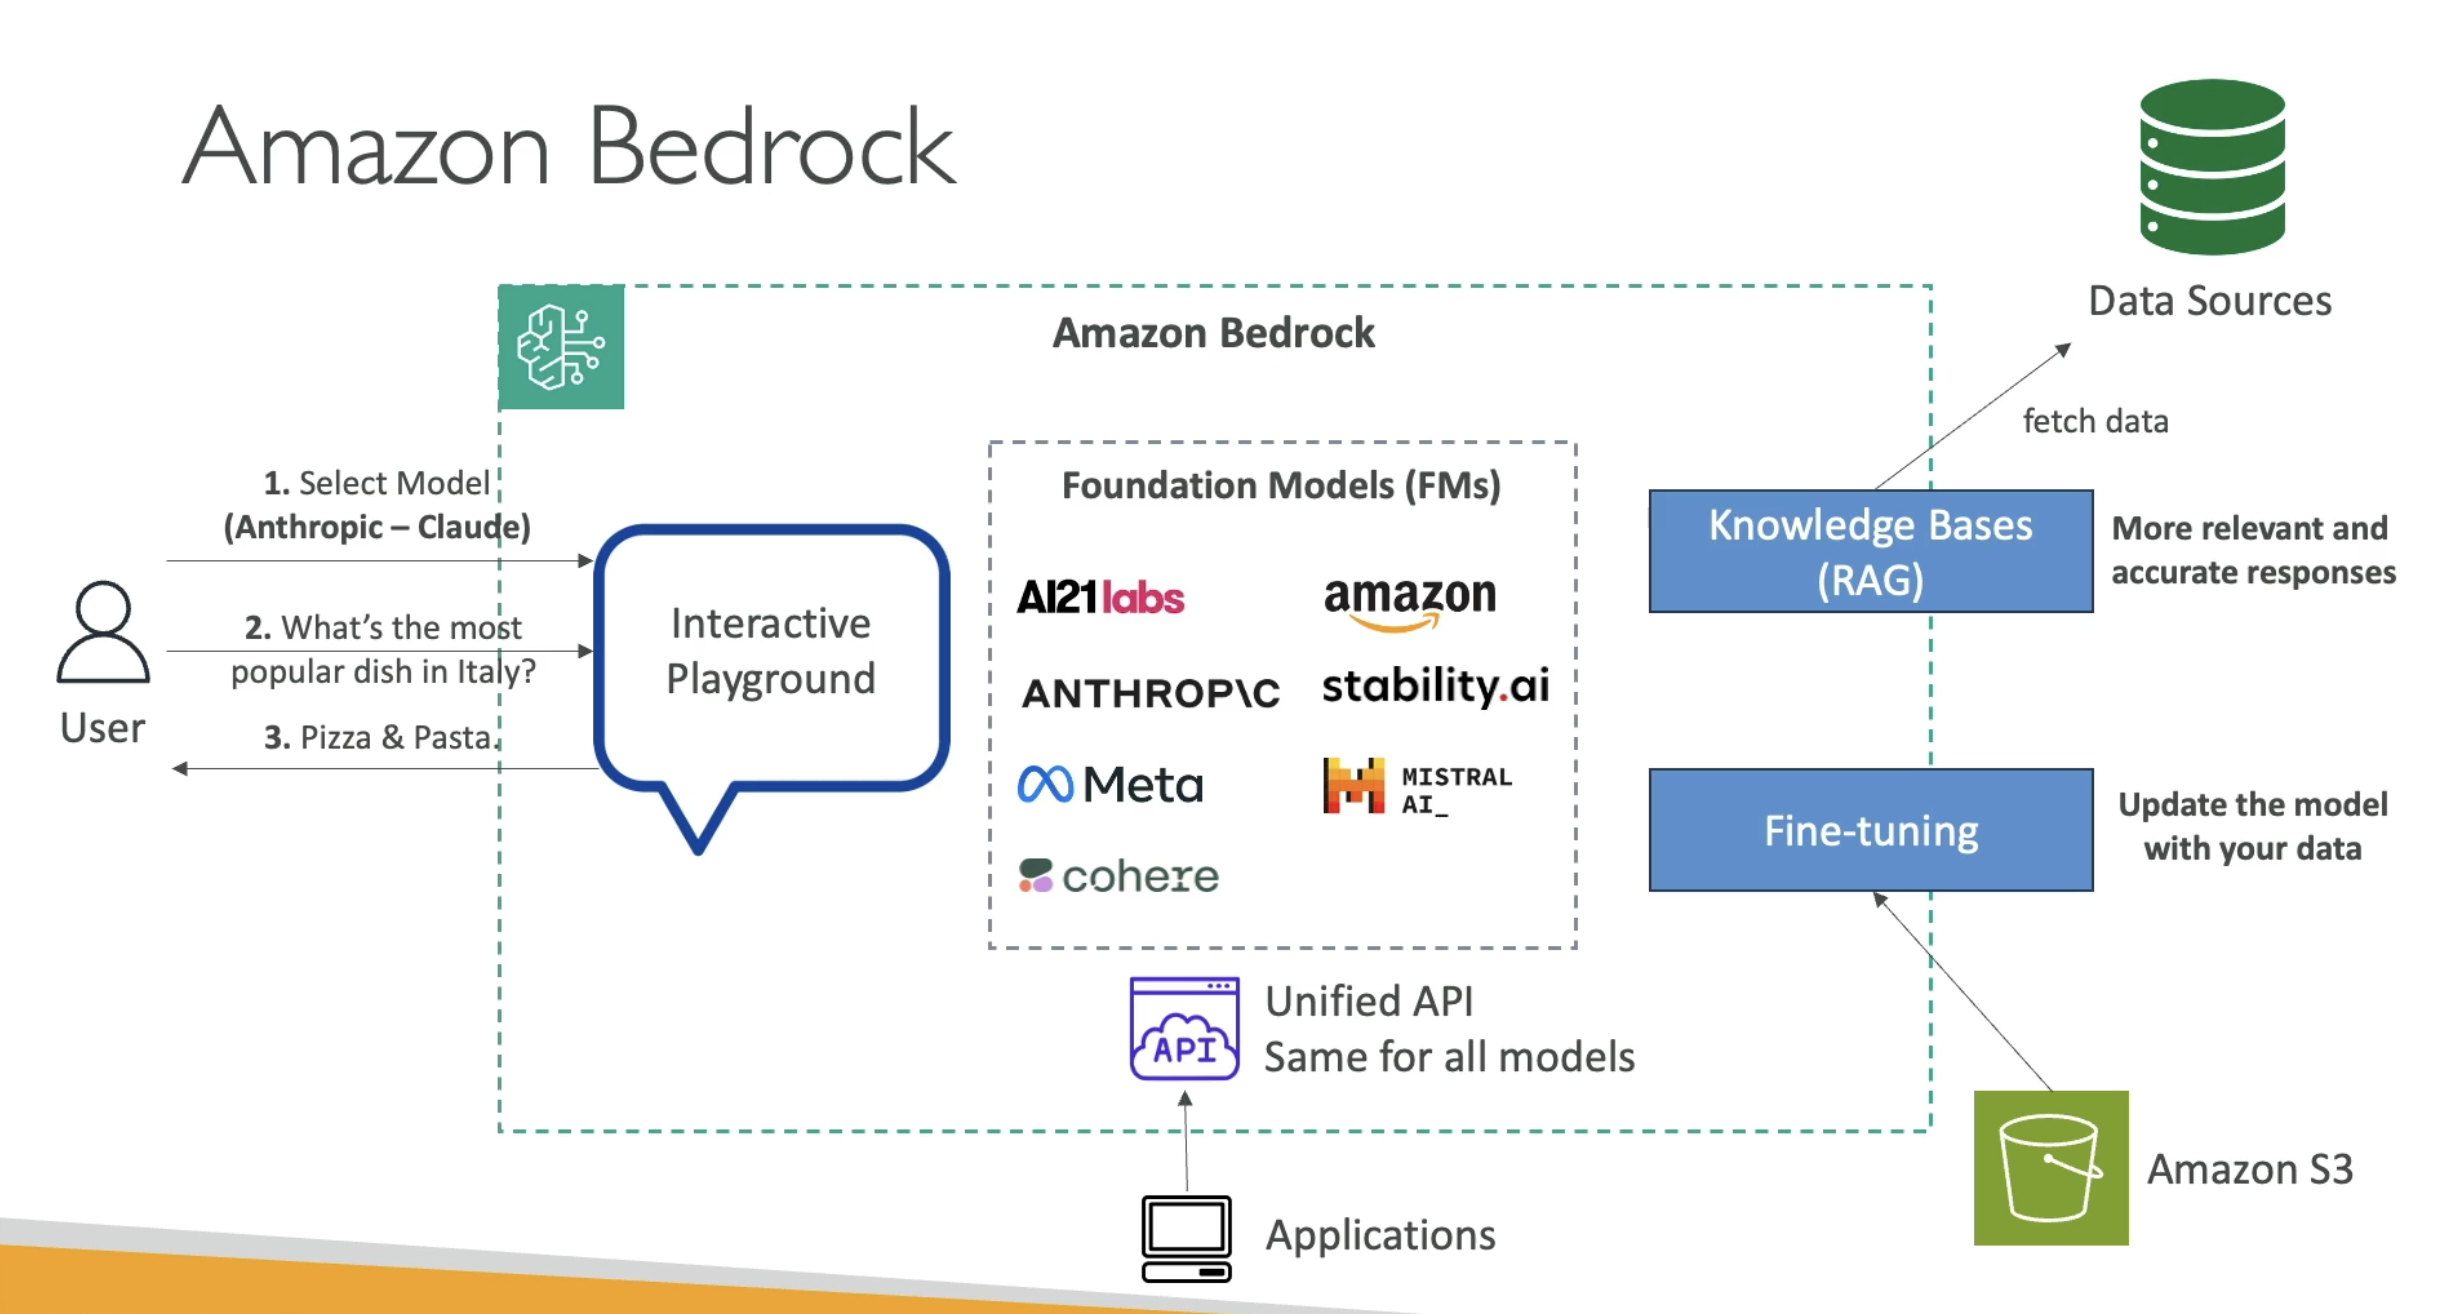 Amazon Bedrock
Data Sources
Amazon Bedrock
fetch data
1. Select Model
(Anthropic – Claude)
2. What's the most
popular dish in Italy?
3. Pizza & Pasta.
User
Interactive
Playground
Foundation Models (FMs)
AI21labs
amazon
ANTHROP\C
stability.ai
Meta
MISTRAL
AI_
cohere
Knowledge Bases
(RAG)
More relevant and
accurate responses
Fine-tuning
Update the model
with your data
API
Unified API
Same for all models
Amazon S3
Applications